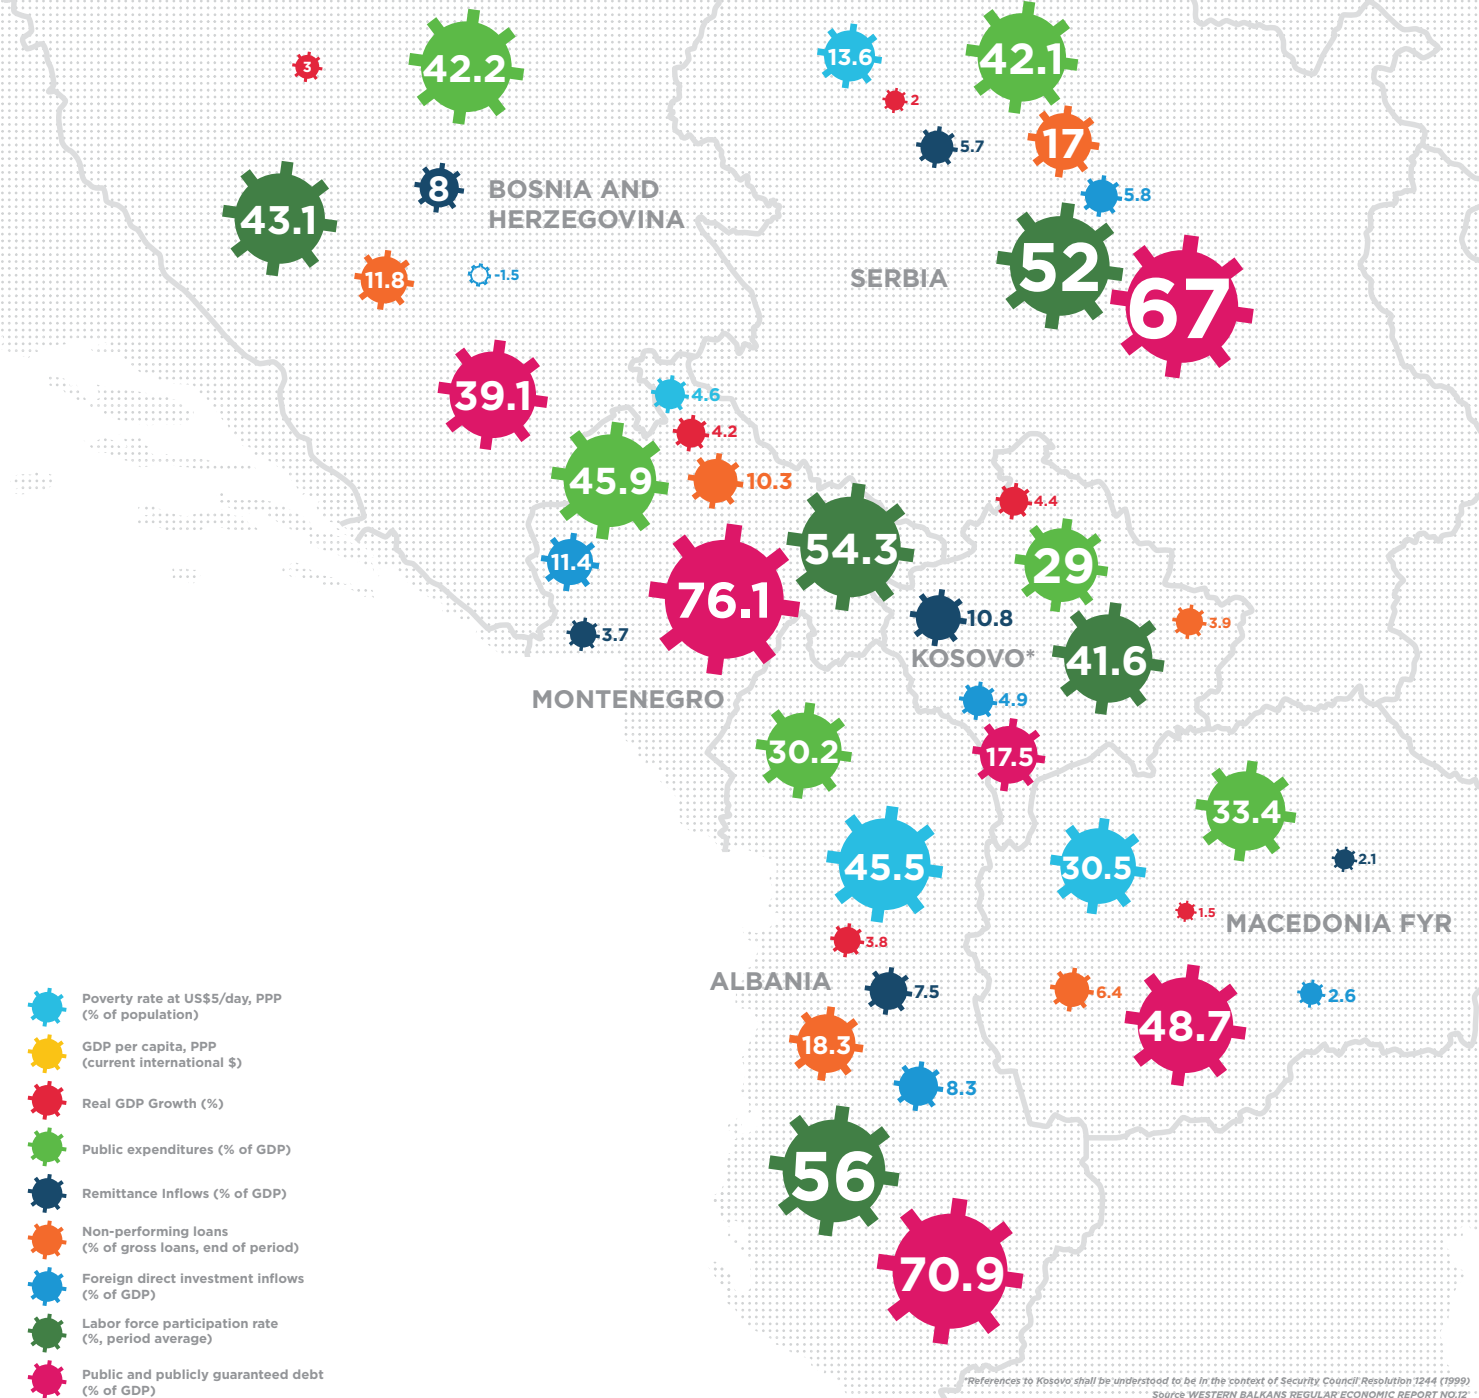 3
42.2
43.1
8
BOSNIA AND
HERZEGOVINA
11.8
-1.5
39.1
13.6
42.1
2
5.7
17
5.8
SERBIA
52
67
4.6
4.2
45.9
10.3
11.4
76.1
54.3
3.7
MONTENEGRO
4.4
29
10.8
3.9
KOSOVO*
41.6
4.9
17.5
30.2
45.5
3.8
ALBANIA
7.5
18.3
8.3
56
70.9
33.4
30.5
2.1
1.5
MACEDONIA FYR
6.4
48.7
2.6
Poverty rate at US$5/day, PPP
(% of population)
GDP per capita, PPP
(current international $)
Real GDP Growth (%)
Public expenditures (% of GDP)
Remittance Inflows (% of GDP)
Non-performing loans
(% of gross loans, end of period)
Foreign direct investment inflows
(% of GDP)
Labor force participation rate
(%, period average)
Public and publicly guaranteed debt
(% of GDP)
*References to Kosovo shall be understood to be in the context of Security Council Resolution 1244 (1999)
Source WESTERN BALKANS REGULAR ECONOMIC REPORT NO.12)